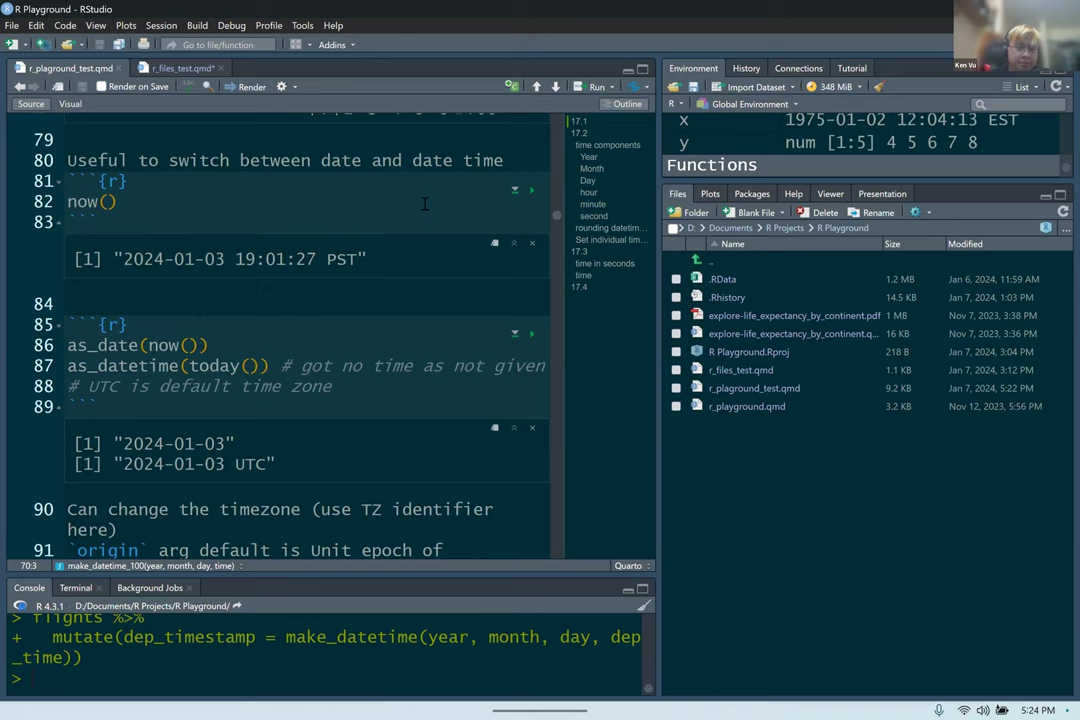 R Playground - RStudio
File Edit Code View Plots Session Build Debug Profile Tools Help
Go to file/function Addins
Ken Vu
r_plaground_test.qmd r_files_test.qmd*
Render on Save Render Run
Source Visual Outline
79
80 Useful to switch between date and date time
81 ```{r}
82 now()
83 ```
[1] "2024-01-03 19:01:27 PST"
84
85 ```{r}
86 as_date(now())
87 as_datetime(today()) # got no time as not given
88 # UTC is default time zone
89 ```
[1] "2024-01-03"
[1] "2024-01-03 UTC"
90 Can change the timezone (use TZ identifier
here)
91 `origin` arg default is Unit epoch of
17.1
17.2
time components
Year
Month
Day
hour
minute
second
rounding datetim...
Set individual tim...
17.3
time in seconds
time
17.4
70:3 make_datetime_100(year, month, day, time) Quarto
Console Terminal Background Jobs
R 4.3.1 · D:/Documents/R Projects/R Playground/
> flights %>%
+ mutate(dep_timestamp = make_datetime(year, month, day, dep
_time))
>
Environment History Connections Tutorial
Import Dataset 348 MiB List
R Global Environment
x 1975-01-02 12:04:13 EST
y num [1:5] 4 5 6 7 8
Functions
Files Plots Packages Help Viewer Presentation
Folder Blank File Delete Rename
D: Documents R Projects R Playground ...
Name Size Modified
..
.RData 1.2 MB Jan 6, 2024, 11:59 AM
.Rhistory 14.5 KB Jan 7, 2024, 1:03 PM
explore-life_expectancy_by_continent.pdf 1 MB Nov 7, 2023, 3:38 PM
explore-life_expectancy_by_continent.q... 16 KB Nov 7, 2023, 3:34 PM
R Playground.Rproj 218 B Jan 7, 2024, 3:04 PM
r_files_test.qmd 1.1 KB Jan 7, 2024, 3:12 PM
r_plaground_test.qmd 9.2 KB Jan 7, 2024, 5:22 PM
r_playground.qmd 3.2 KB Nov 12, 2023, 5:56 PM
5:24 PM